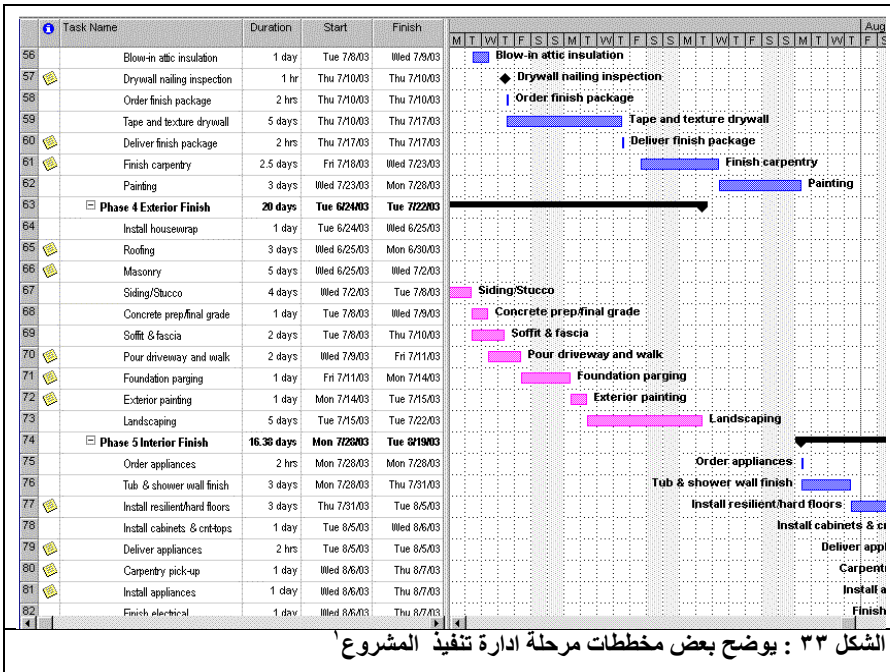 Task Name Duration Start Finish Aug
M T W T F S S M T W T F S S M T W T F S S M T W T F S
56 Blow-in attic insulation 1 day Tue 7/8/03 Wed 7/9/03 Blow-in attic insulation
57 Drywall nailing inspection 1 hr Thu 7/10/03 Thu 7/10/03 Drywall nailing inspection
58 Order finish package 2 hrs Thu 7/10/03 Thu 7/10/03 Order finish package
59 Tape and texture drywall 5 days Thu 7/10/03 Thu 7/17/03 Tape and texture drywall
60 Deliver finish package 2 hrs Thu 7/17/03 Thu 7/17/03 Deliver finish package
61 Finish carpentry 2.5 days Fri 7/18/03 Wed 7/23/03 Finish carpentry
62 Painting 3 days Wed 7/23/03 Mon 7/28/03 Painting
63 Phase 4 Exterior Finish 20 days Tue 6/24/03 Tue 7/22/03
64 Install housewrap 1 day Tue 6/24/03 Wed 6/25/03
65 Roofing 3 days Wed 6/25/03 Mon 6/30/03
66 Masonry 5 days Wed 6/25/03 Wed 7/2/03
67 Siding/Stucco 4 days Wed 7/2/03 Tue 7/8/03 Siding/Stucco
68 Concrete prep/final grade 1 day Tue 7/8/03 Wed 7/9/03 Concrete prep/final grade
69 Soffit & fascia 2 days Tue 7/8/03 Thu 7/10/03 Soffit & fascia
70 Pour driveway and walk 2 days Wed 7/9/03 Fri 7/11/03 Pour driveway and walk
71 Foundation parging 1 day Fri 7/11/03 Mon 7/14/03 Foundation parging
72 Exterior painting 1 day Mon 7/14/03 Tue 7/15/03 Exterior painting
73 Landscaping 5 days Tue 7/15/03 Tue 7/22/03 Landscaping
74 Phase 5 Interior Finish 16.38 days Mon 7/28/03 Tue 8/19/03
75 Order appliances 2 hrs Mon 7/28/03 Mon 7/28/03 Order appliances
76 Tub & shower wall finish 3 days Mon 7/28/03 Thu 7/31/03 Tub & shower wall finish
77 Install resilient/hard floors 3 days Thu 7/31/03 Tue 8/5/03 Install resilient/hard floors
78 Install cabinets & cnt-tops 1 day Tue 8/5/03 Wed 8/6/03 Install cabinets & cr
79 Deliver appliances 2 hrs Tue 8/5/03 Tue 8/5/03 Deliver appl
80 Carpentry pick-up 1 day Wed 8/6/03 Thu 8/7/03 Carpent
81 Install appliances 1 day Wed 8/6/03 Thu 8/7/03 Install a
82 Finish electrical 1 day Wed 8/6/03 Thu 8/7/03 Finish
الشكل ٣٣ : يوضح بعض مخططات مرحلة ادارة تنفيذ المشروع١